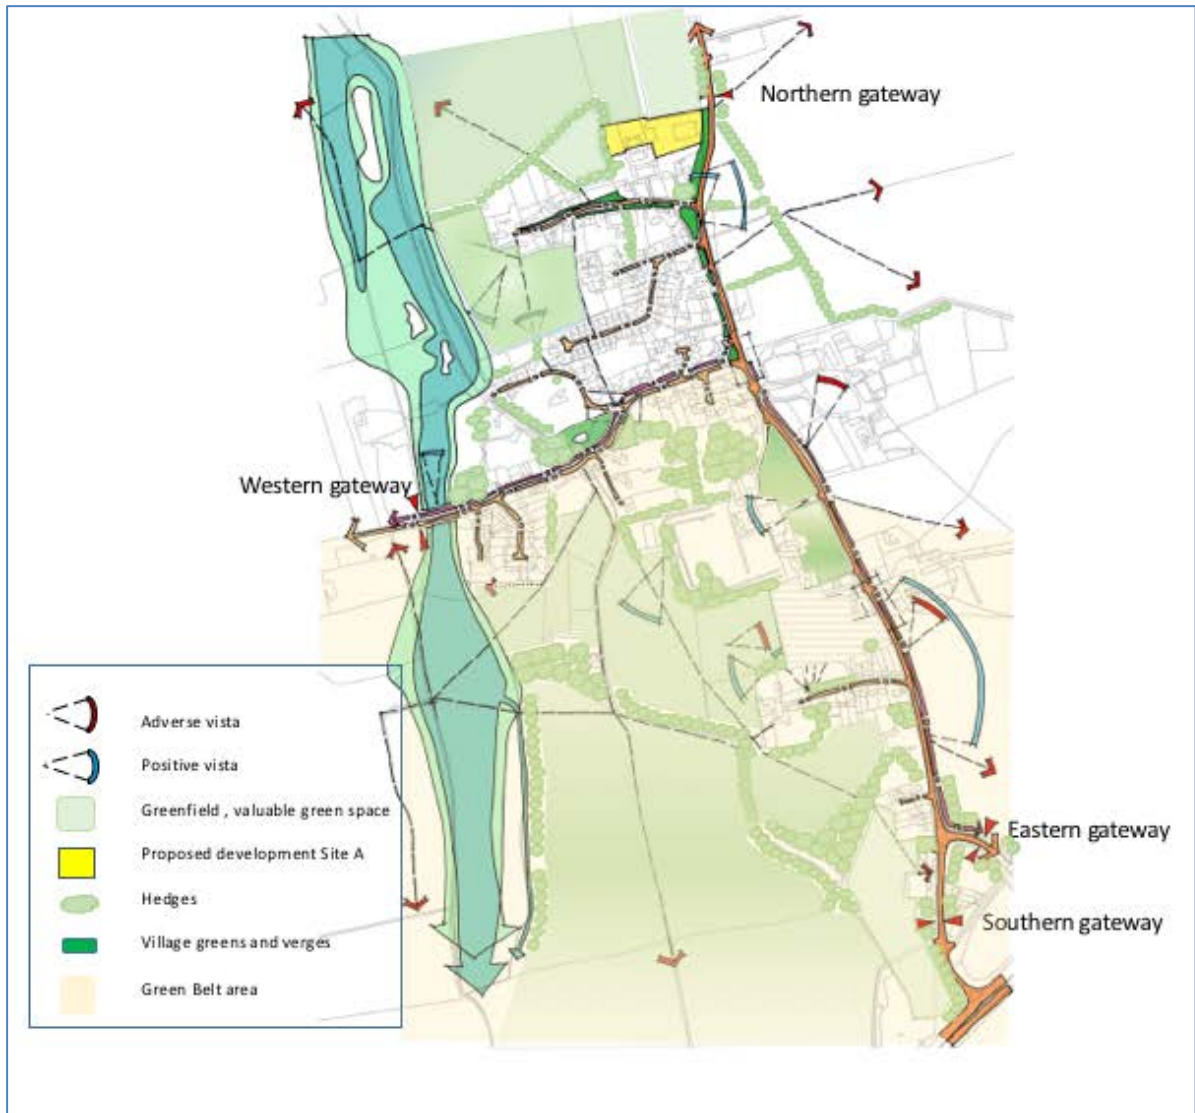 Northern gateway
Western gateway
Adverse vista
Positive vista
Greenfield , valuable green space
Proposed development Site A
Hedges
Village greens and verges
Green Belt area
Eastern gateway
Southern gateway